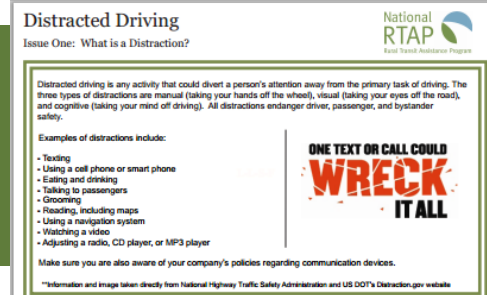 Distracted Driving
Issue One: What is a Distraction?
National
RTAP
Rural Transit Assistance Program
Distracted driving is any activity that could divert a person's attention away from the primary task of driving. The
three types of distractions are manual (taking your hands off the wheel), visual (taking your eyes off the road),
and cognitive (taking your mind off driving). All distractions endanger driver, passenger, and bystander
safety.
Examples of distractions include:
- Texting
- Using a cell phone or smart phone
- Eating and drinking
- Talking to passengers
- Grooming
- Reading, including maps
- Using a navigation system
- Watching a video
- Adjusting a radio, CD player, or MP3 player
ONE TEXT OR CALL COULD
WRECK
IT ALL
Make sure you are also aware of your company's policies regarding communication devices.
**Information and image taken directly from National Highway Traffic Safety Administration and US DOT's Distraction.gov website